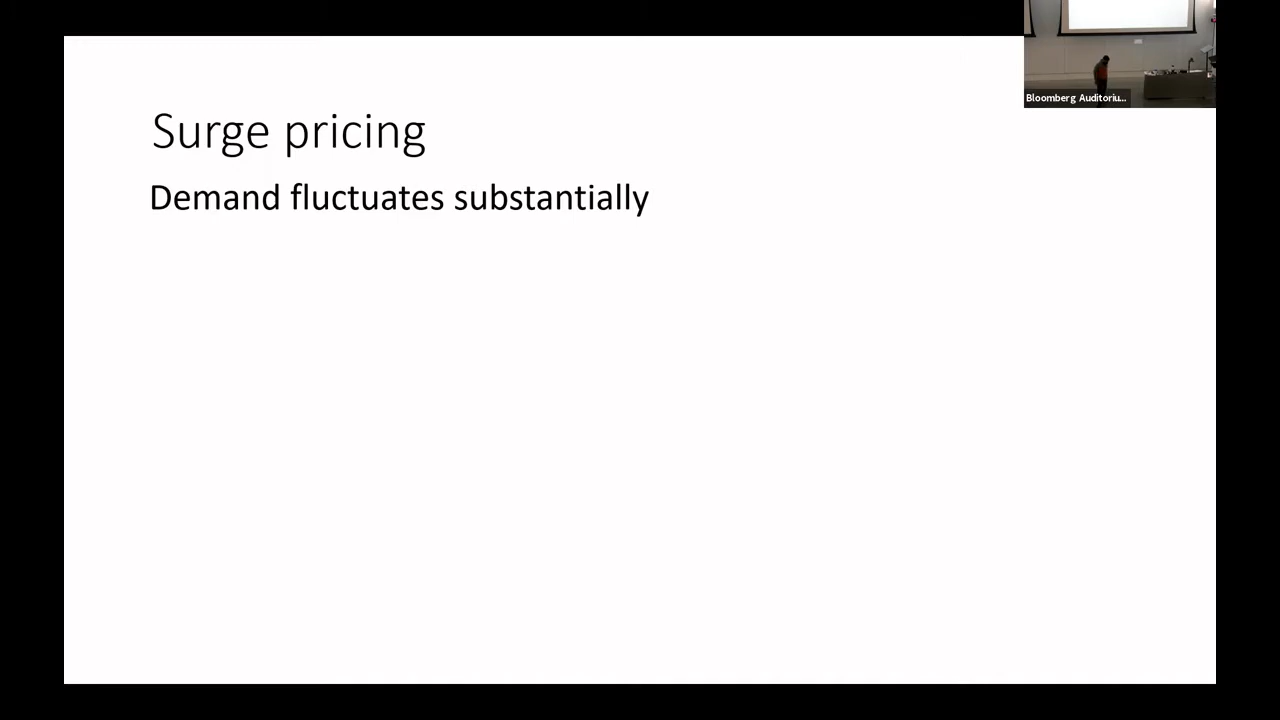 Surge pricing
Demand fluctuates substantially
Bloomberg Auditoriu...